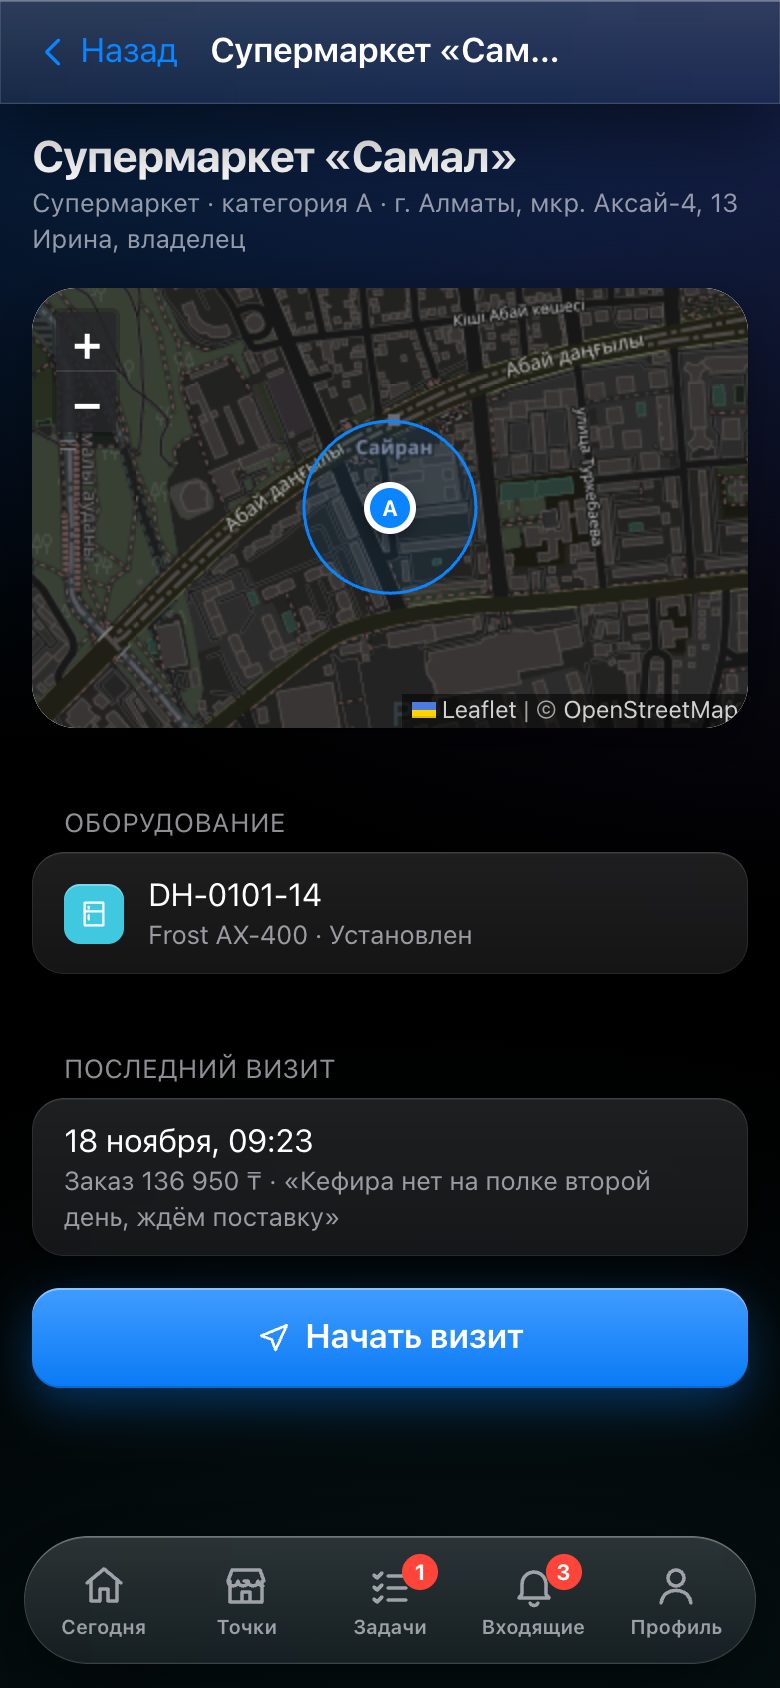 Назад
Супермаркет «Сам...
Супермаркет «Самал»
Супермаркет · категория А · г. Алматы, мкр. Аксай-4, 13
Ирина, владелец
+
−
Кіші Абай көшесі
Абай даңғылы
улица Тургебаева
Сайран
Абай даңғылы
A
Leaflet | © OpenStreetMap
ОБОРУДОВАНИЕ
DH-0101-14
Frost AX-400 · Установлен
ПОСЛЕДНИЙ ВИЗИТ
18 ноября, 09:23
Заказ 136 950 ₸ · «Кефира нет на полке второй
день, ждём поставку»
Начать визит
1
3
Сегодня
Точки
Задачи
Входящие
Профиль